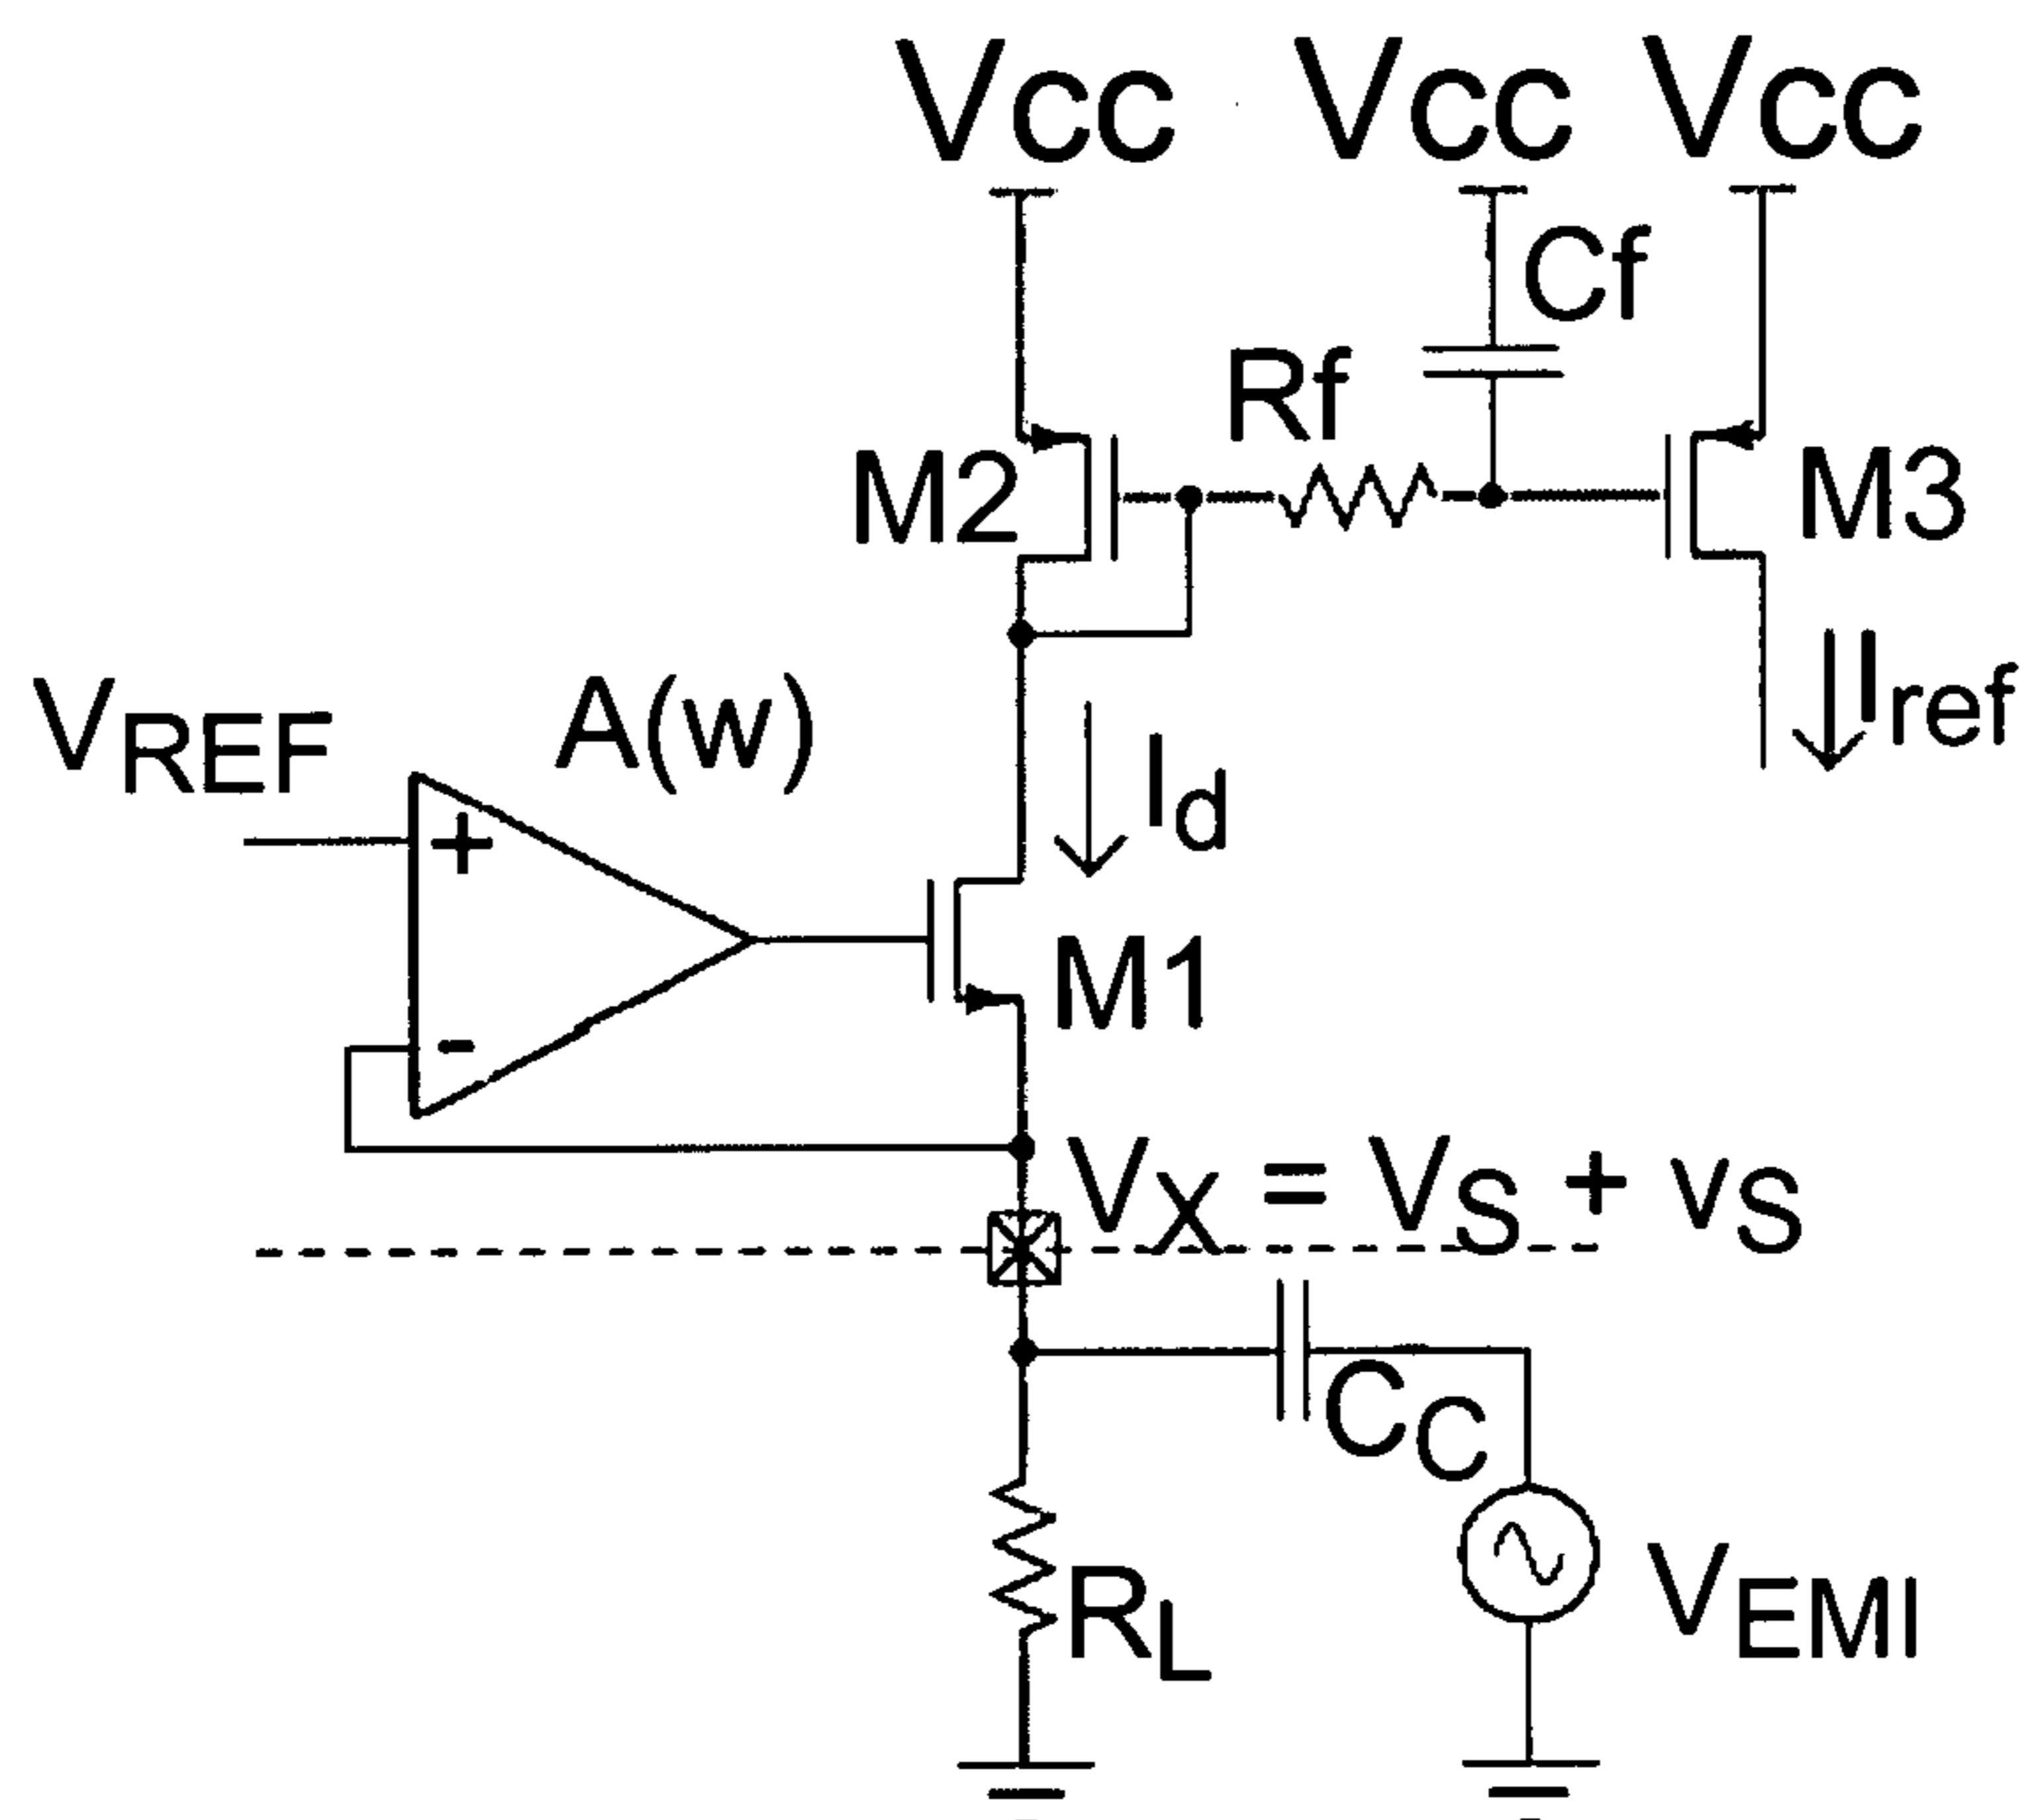 Vcc Vcc Vcc
Cf
Rf
M2
M3
VREF
A(w)
Id
Iref
+
M1
-
VX = VS + vS
CC
RL
VEMI